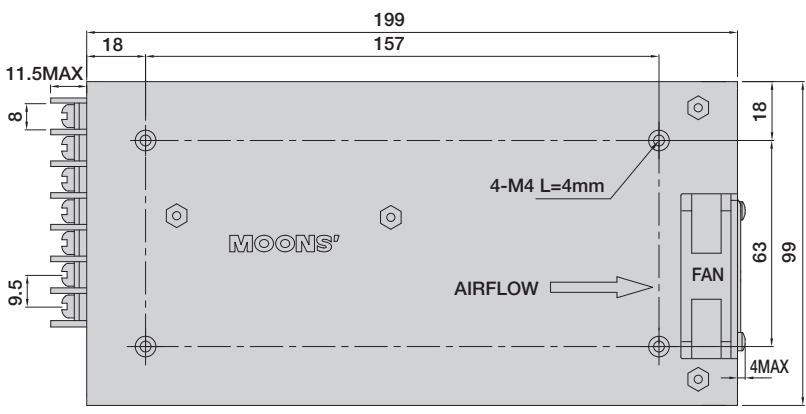 199
18
157
11.5MAX
8
18
4-M4 L=4mm
MOONS'
63
99
9.5
AIRFLOW
FAN
4MAX